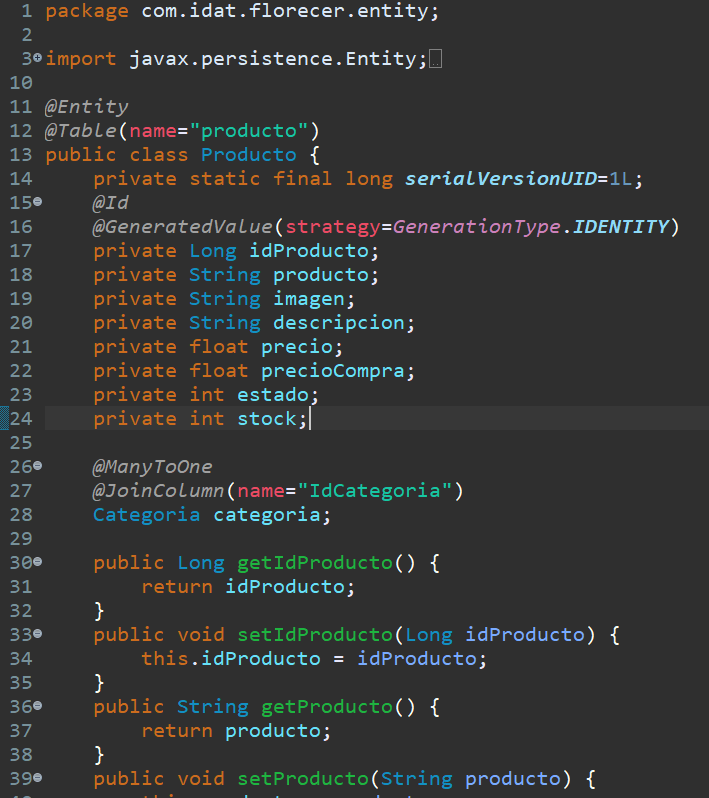 1 package com.idat.florecer.entity;
2
3 import javax.persistence.Entity;
10
11 @Entity
12 @Table(name="producto")
13 public class Producto {
14     private static final long serialVersionUID=1L;
15     @Id
16     @GeneratedValue(strategy=GenerationType.IDENTITY)
17     private Long idProducto;
18     private String producto;
19     private String imagen;
20     private String descripcion;
21     private float precio;
22     private float precioCompra;
23     private int estado;
24     private int stock;
25
26     @ManyToOne
27     @JoinColumn(name="IdCategoria")
28     Categoria categoria;
29
30     public Long getIdProducto() {
31         return idProducto;
32     }
33     public void setIdProducto(Long idProducto) {
34         this.idProducto = idProducto;
35     }
36     public String getProducto() {
37         return producto;
38     }
39     public void setProducto(String producto) {